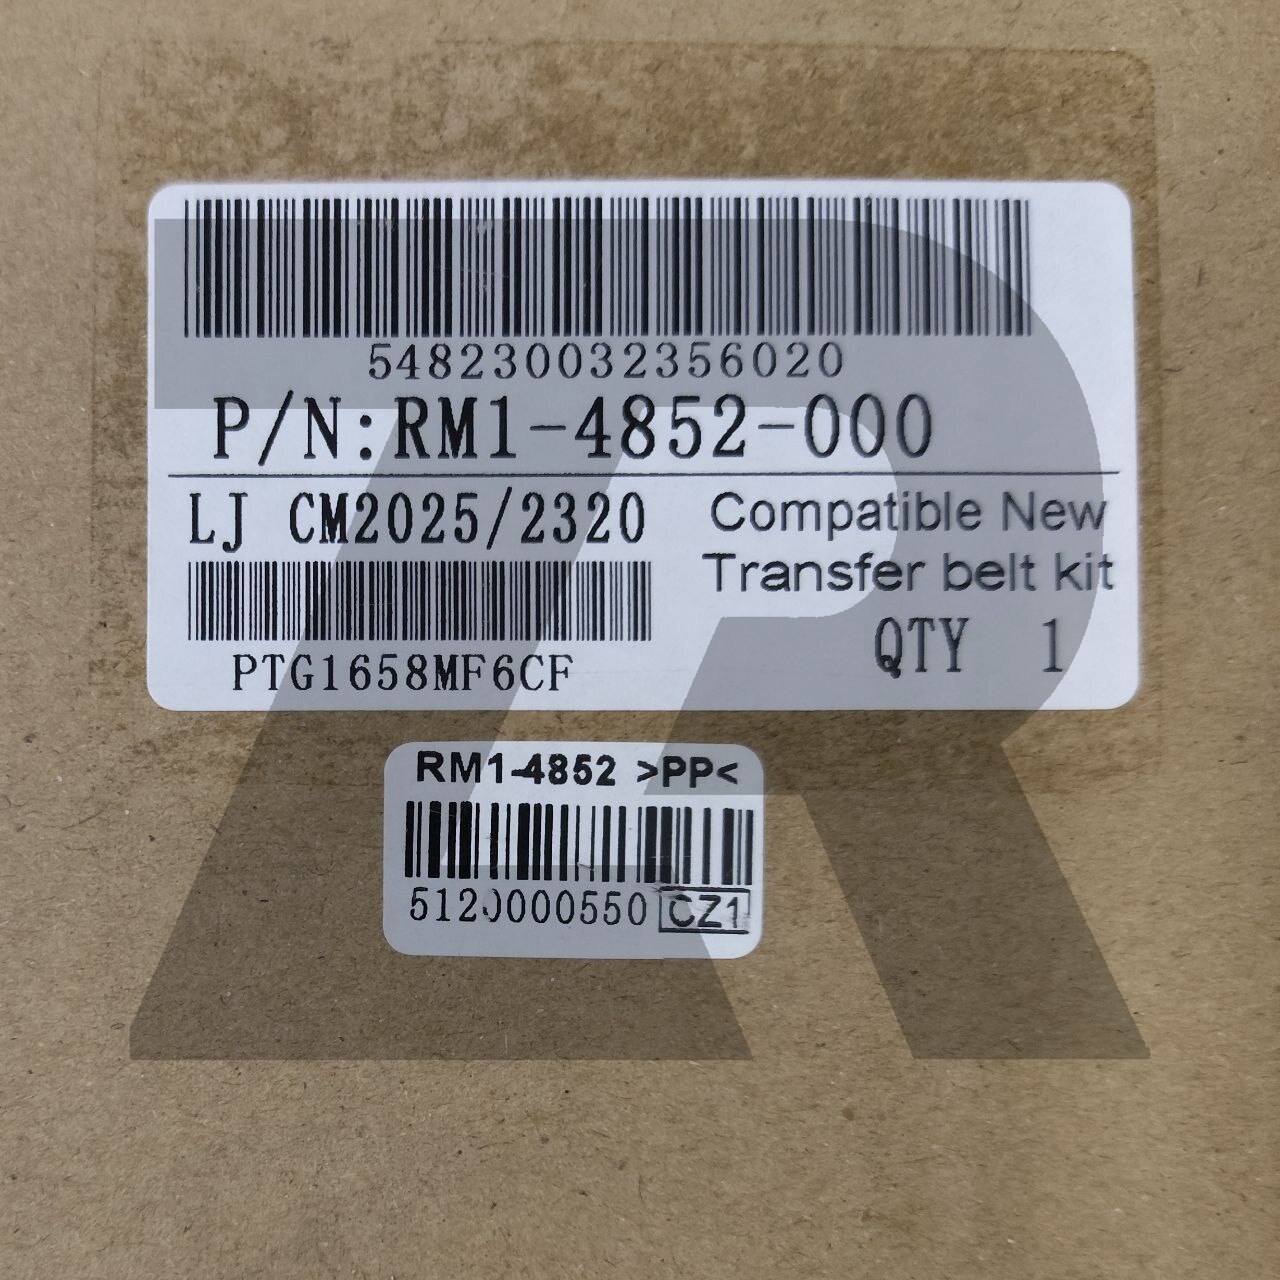 548230032356020
P/N:RM1-4852-000
LJ CM2025/2320
Compatible New
Transfer belt kit
PTG1658MF6CF
QTY 1
RM1-4852 >PP<
5120000550 CZ1